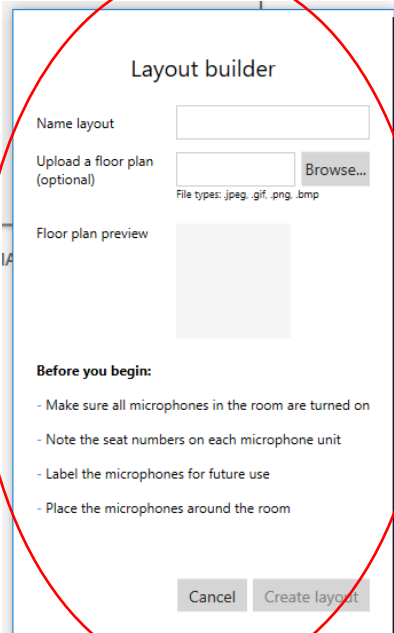 Layout builder
Name layout
Upload a floor plan
(optional)
Browse...
File types: .jpeg, .gif, .png, .bmp
Floor plan preview
Before you begin:
- Make sure all microphones in the room are turned on
- Note the seat numbers on each microphone unit
- Label the microphones for future use
- Place the microphones around the room
Cancel
Create layout